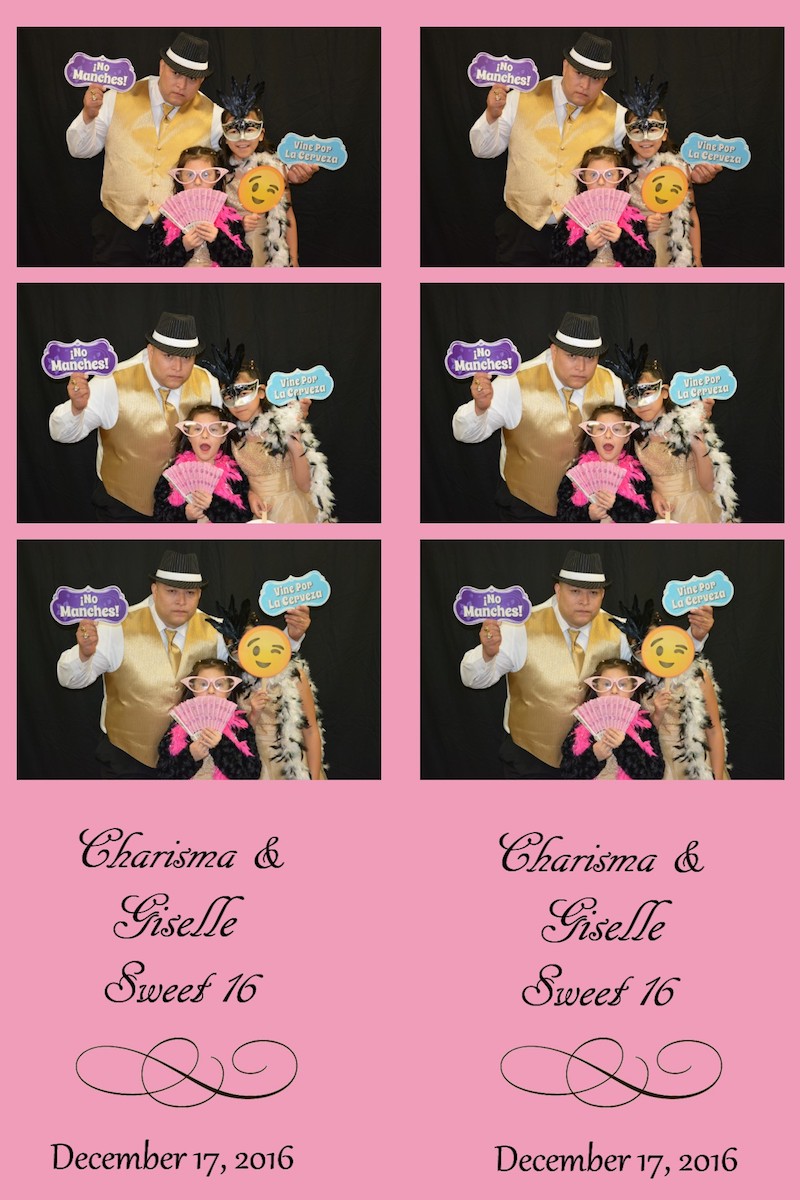 ¡No
Manches!
Vine Por
La Cerveza
¡No
Manches!
Vine Por
La Cerveza
¡No
Manches!
Vine Por
La Cerveza
¡No
Manches!
Vine Por
La Cerveza
¡No
Manches!
Vine Por
La Cerveza
¡No
Manches!
Vine Por
La Cerveza
Charisma &
Giselle
Sweet 16
December 17, 2016
Charisma &
Giselle
Sweet 16
December 17, 2016